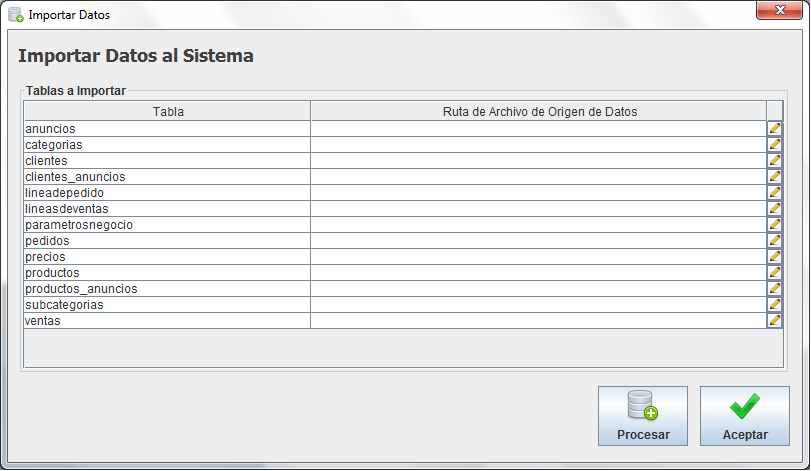 Importar Datos
Importar Datos al Sistema
Tablas a Importar
Tabla Ruta de Archivo de Origen de Datos
anuncios
categorias
clientes
clientes_anuncios
lineadepedido
lineasdeventas
parametrosnegocio
pedidos
precios
productos
productos_anuncios
subcategorias
ventas
Procesar Aceptar